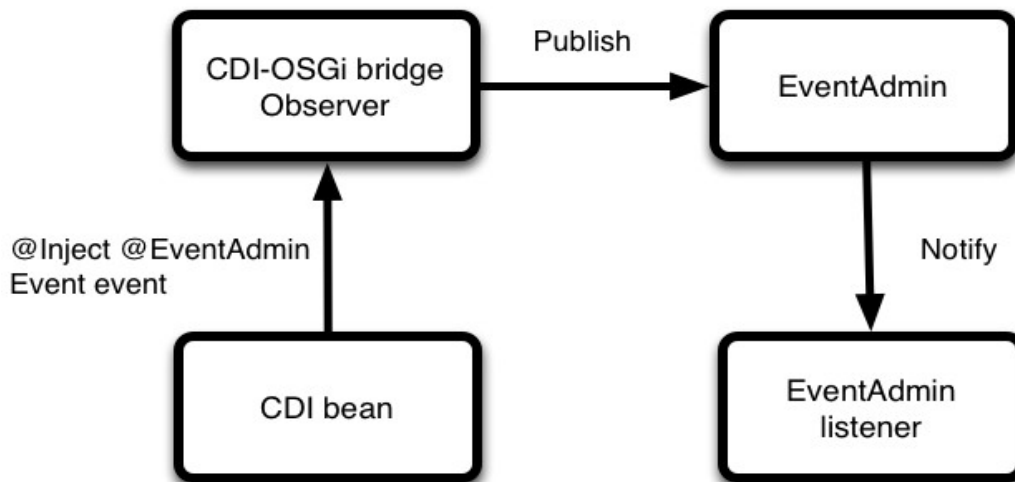 Publish
CDI-OSGi bridge
Observer
EventAdmin
@Inject @EventAdmin
Event event
Notify
CDI bean
EventAdmin
listener